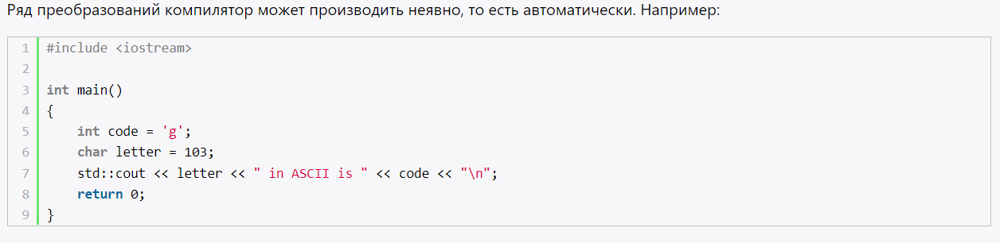 Ряд преобразований компилятор может производить неявно, то есть автоматически. Например:
1 #include <iostream>
2
3 int main()
4 {
5     int code = 'g';
6     char letter = 103;
7     std::cout << letter << " in ASCII is " << code << "\n";
8     return 0;
9 }